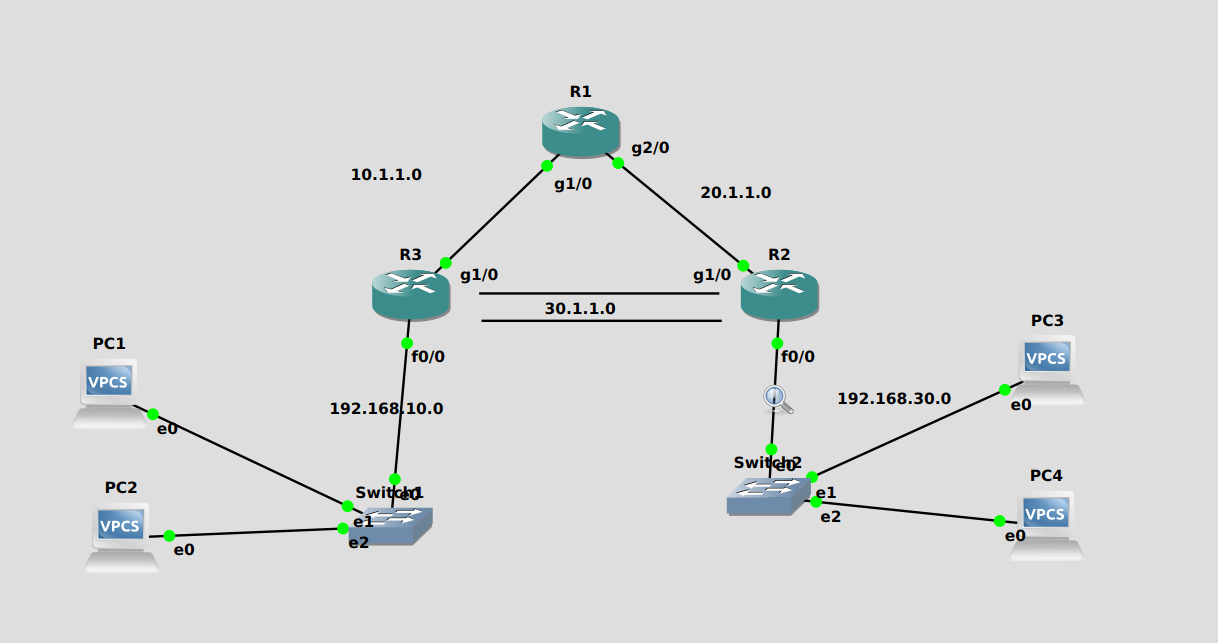 R1
g2/0
10.1.1.0
g1/0
20.1.1.0
R3
R2
g1/0
g1/0
30.1.1.0
PC3
PC1
f0/0
f0/0
VPCS
VPCS
192.168.30.0
e0
192.168.10.0
e0
Switch2
e0
PC4
PC2
Switch1
e0
e1
e1
e2
VPCS
VPCS
e2
e0
e0